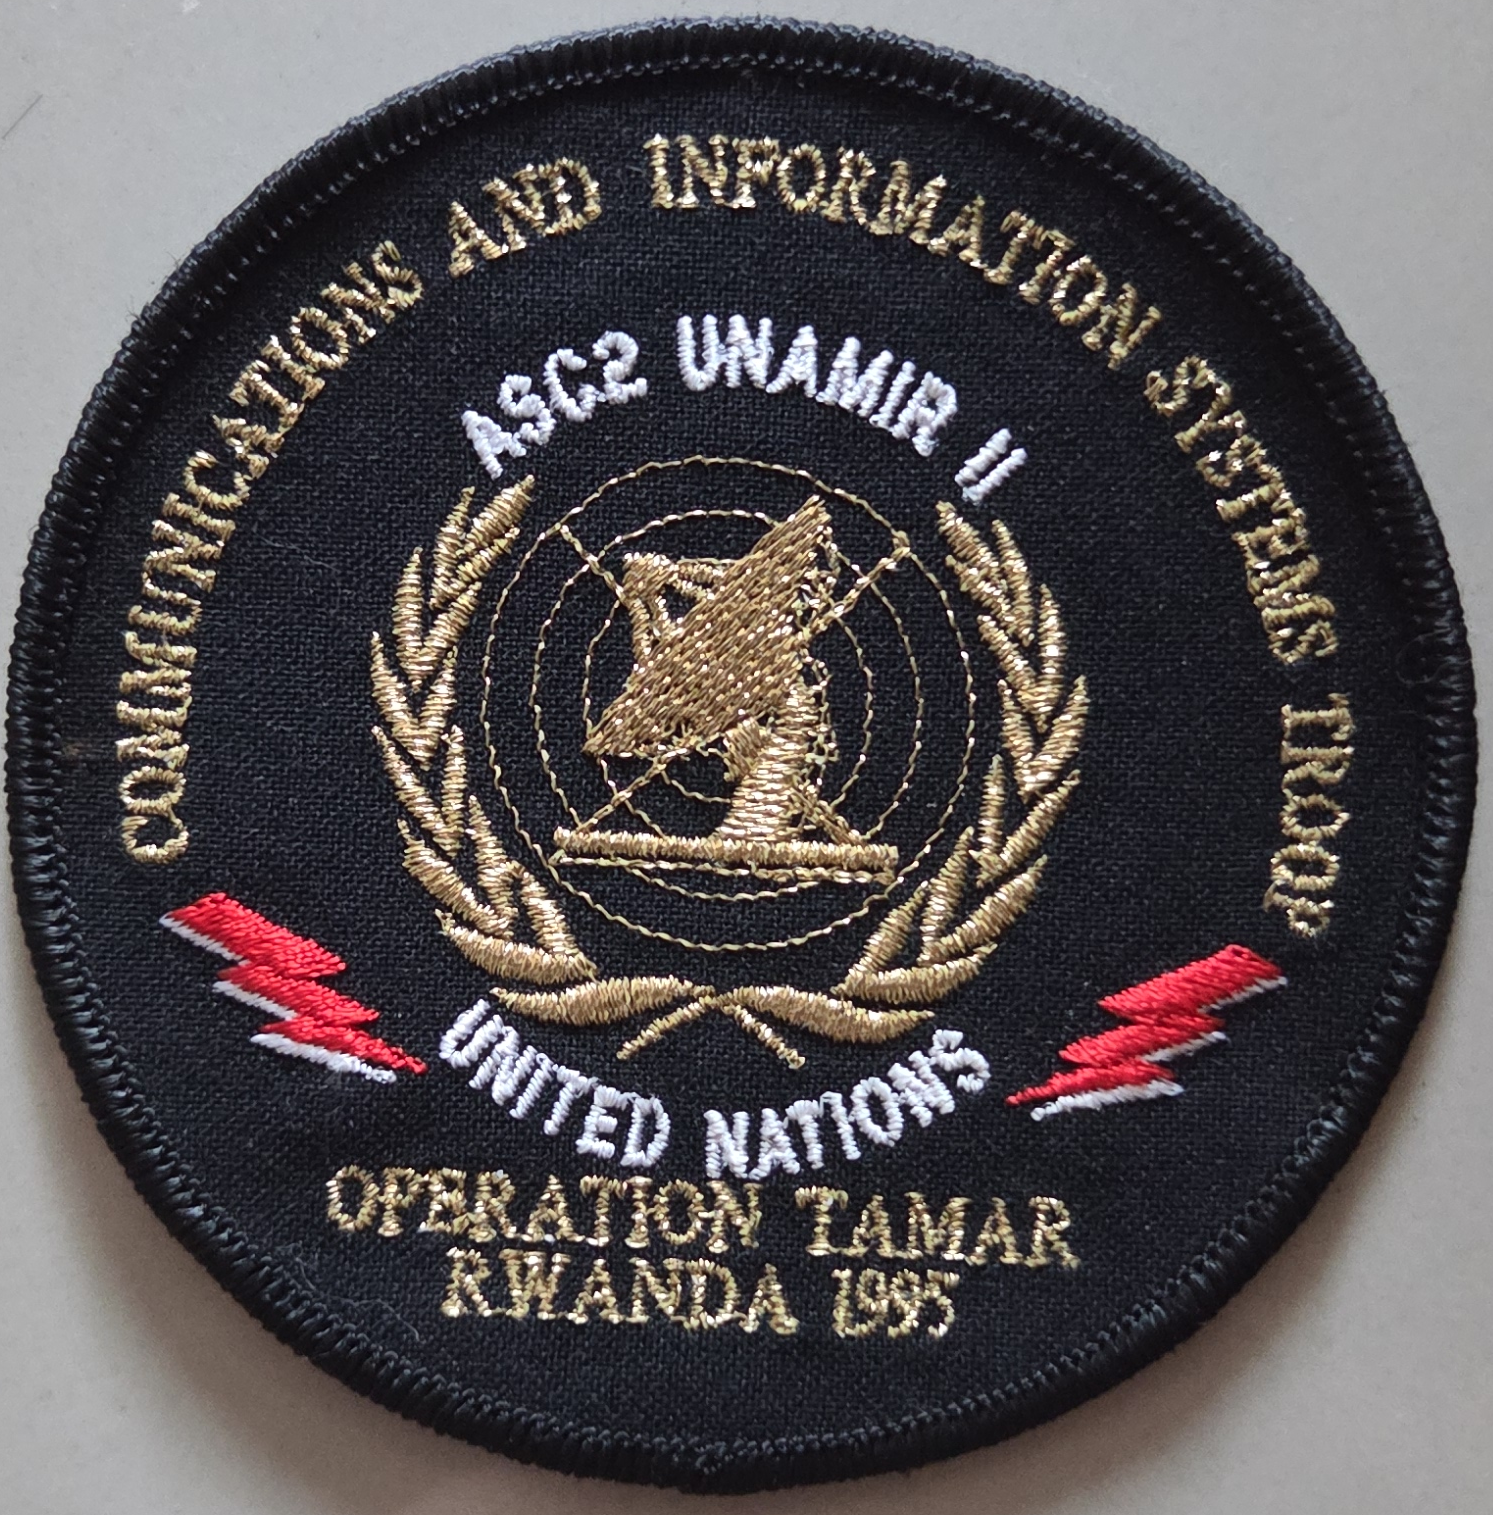 COMMUNICATIONS AND INFORMATION SYSTEMS TROOP
ASC2 UNAMIR II
UNITED NATIONS
OPERATION TAMAR
RWANDA 1995